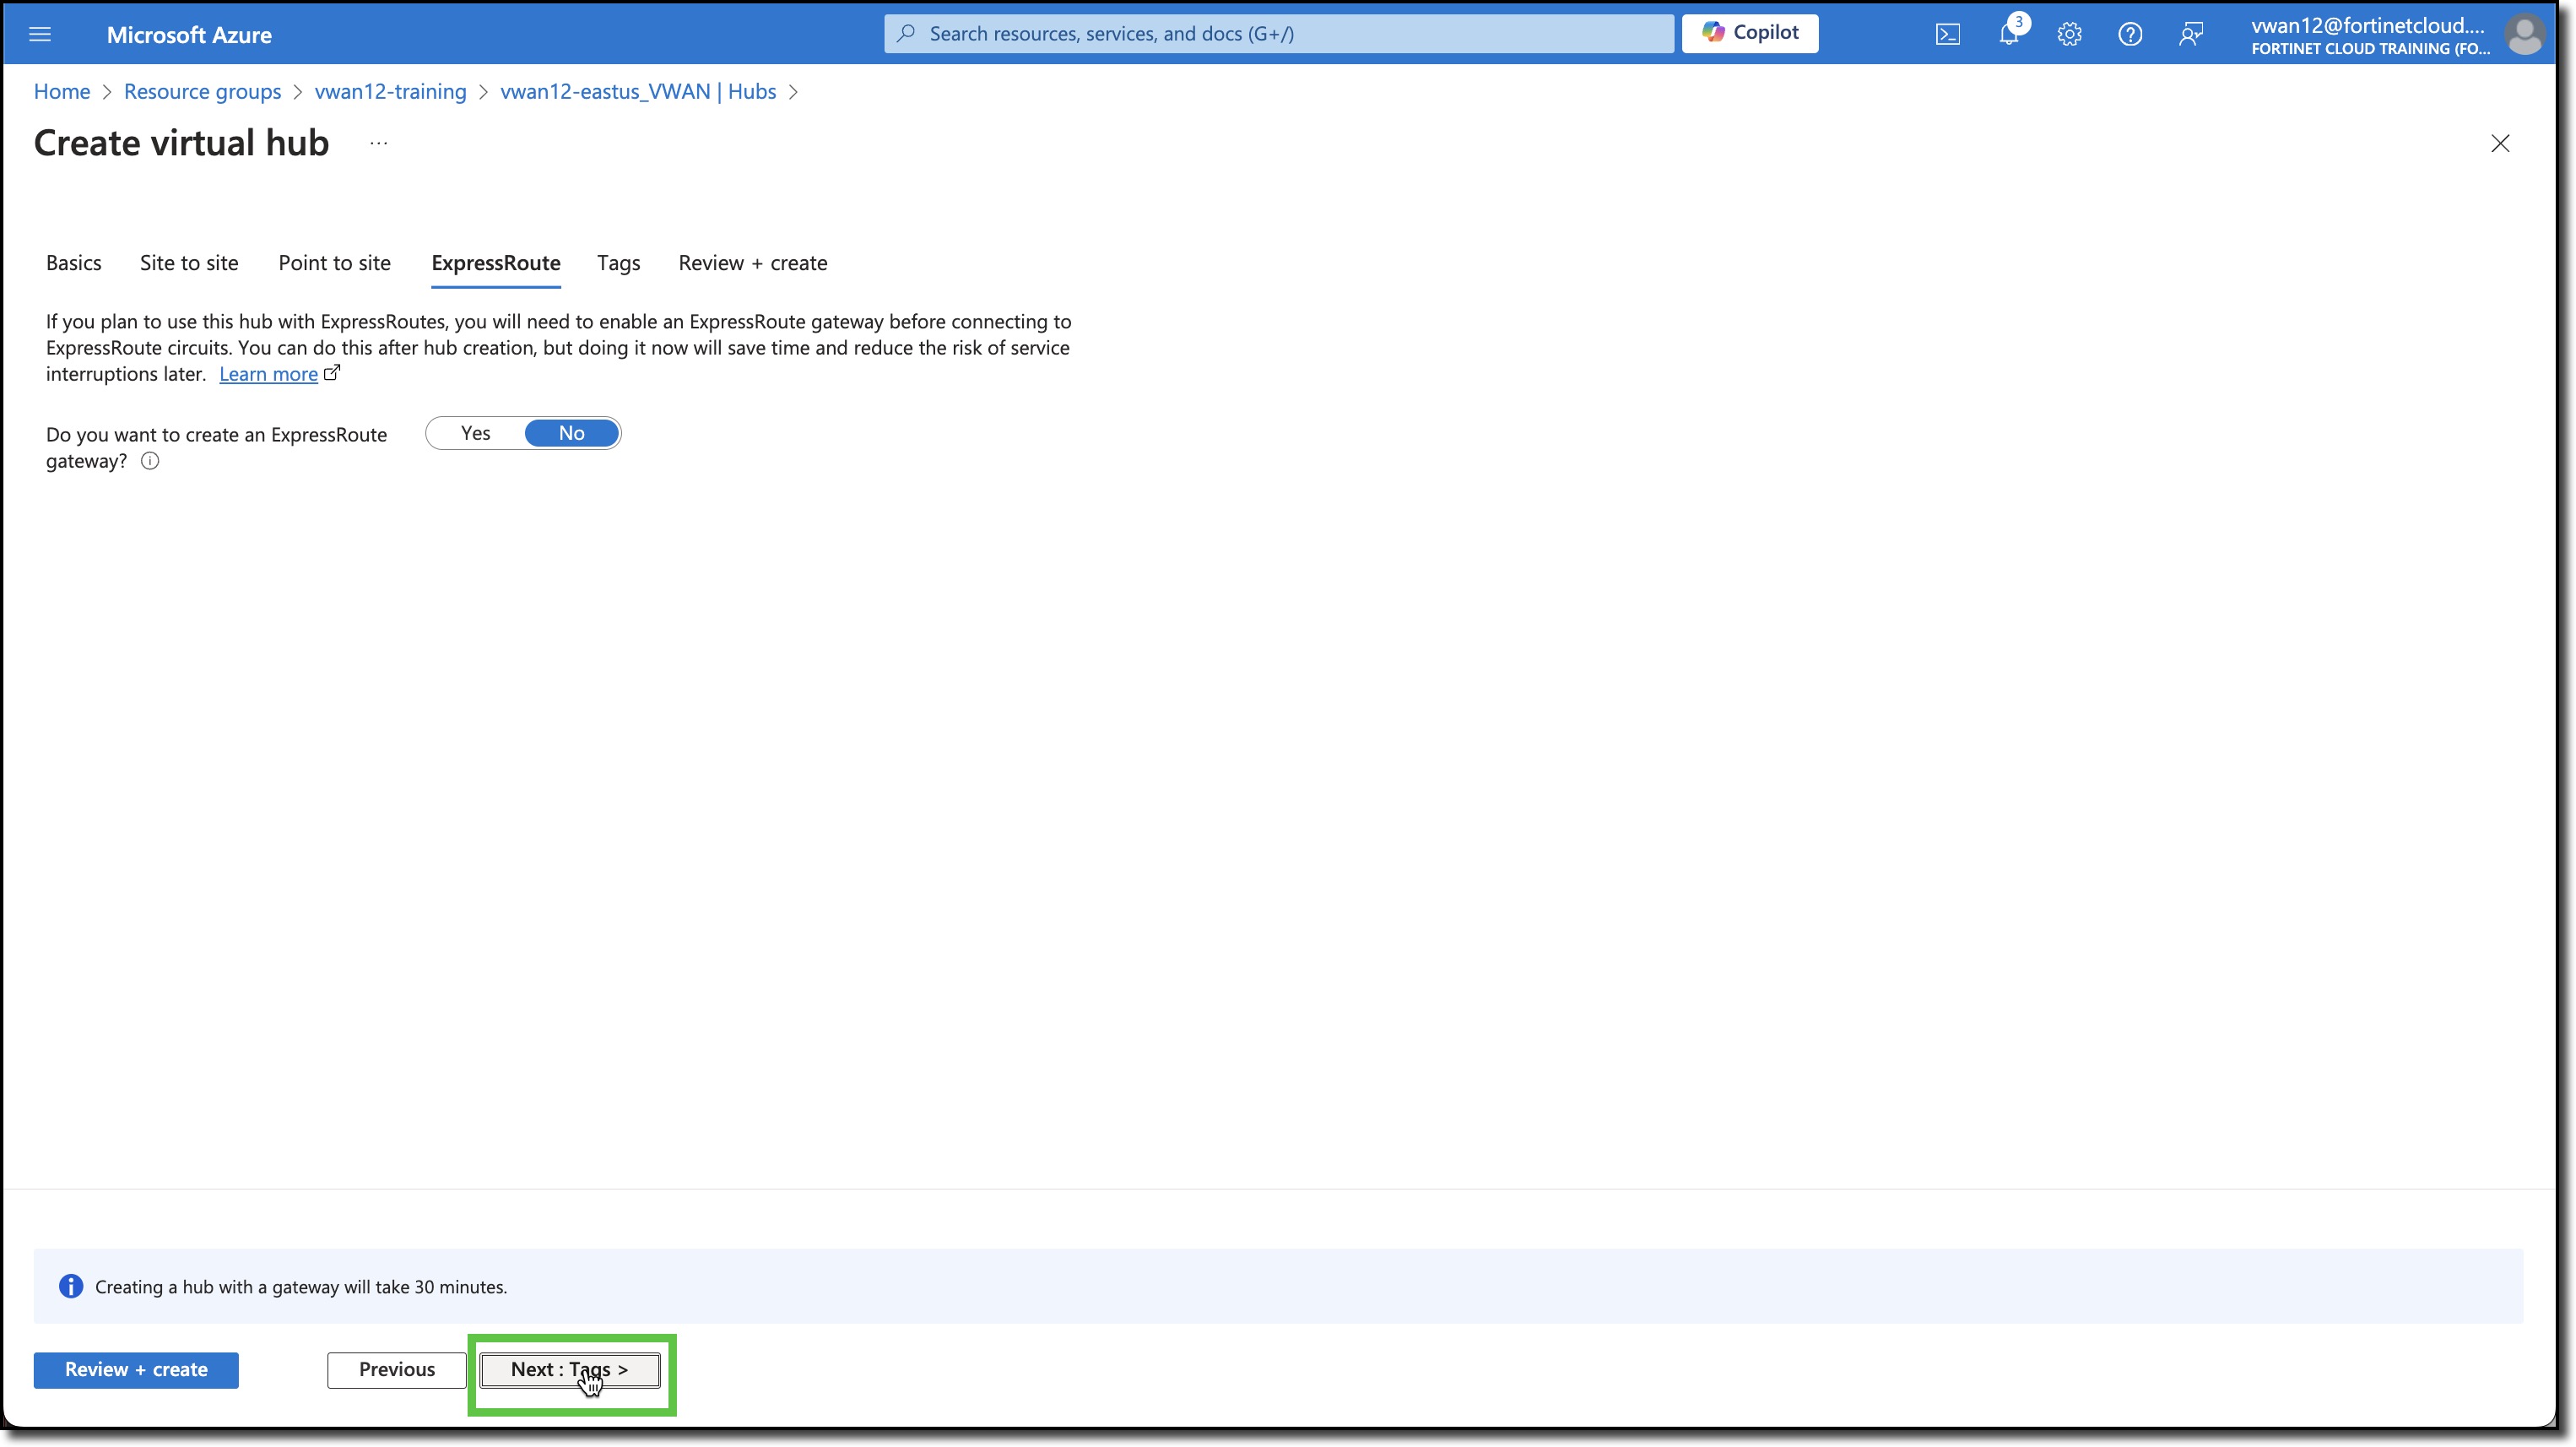 Microsoft Azure
Search resources, services, and docs (G+/)
Copilot
3
vwan12@fortinetcloud....
FORTINET CLOUD TRAINING (FO...
Home > Resource groups > vwan12-training > vwan12-eastus_VWAN | Hubs >
Create virtual hub ...
Basics Site to site Point to site ExpressRoute Tags Review + create
If you plan to use this hub with ExpressRoutes, you will need to enable an ExpressRoute gateway before connecting to
ExpressRoute circuits. You can do this after hub creation, but doing it now will save time and reduce the risk of service
interruptions later. Learn more
Do you want to create an ExpressRoute
gateway?
Yes No
Creating a hub with a gateway will take 30 minutes.
Review + create Previous Next : Tags >